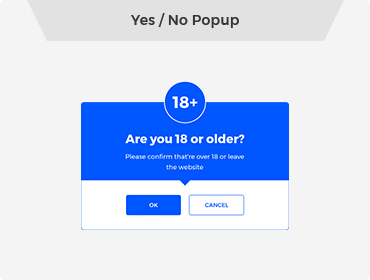 Yes / No Popup
18+
Are you 18 or older?
Please confirm that're over 18 or leave
the website
OK
CANCEL